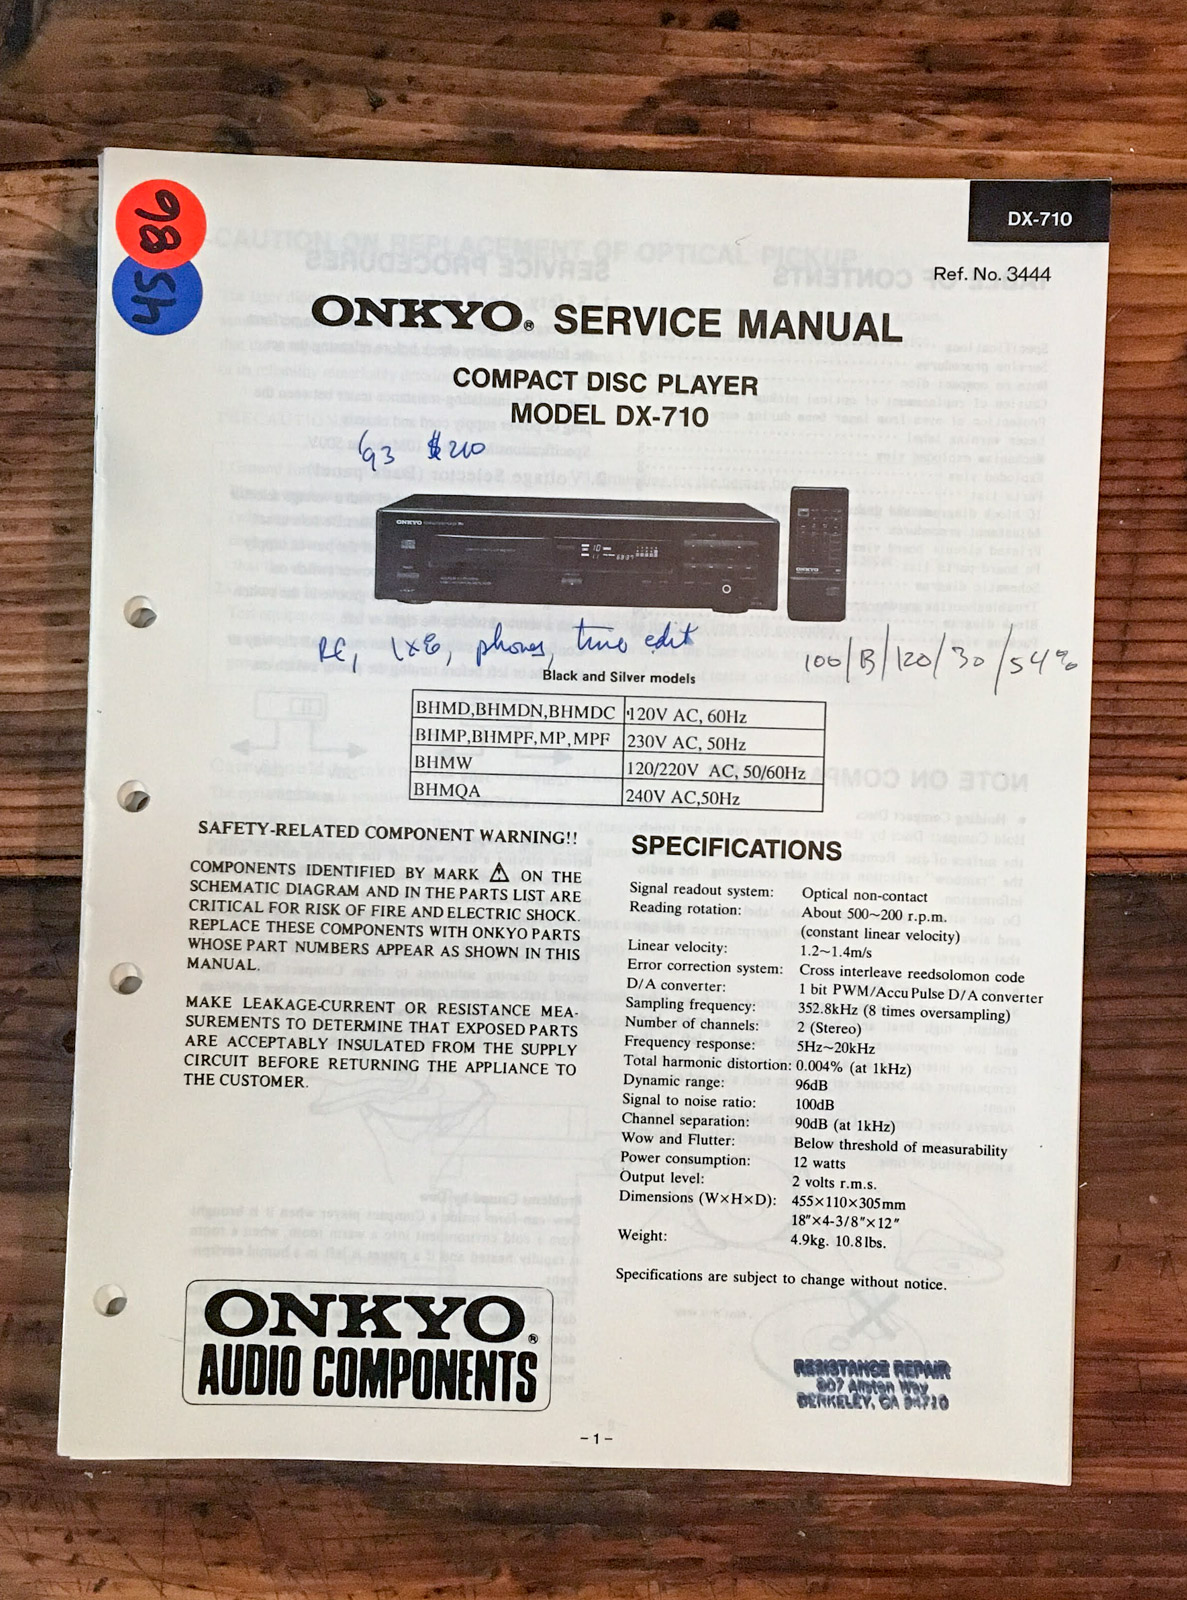 86
45
DX-710
Ref. No. 3444
ONKYO® SERVICE MANUAL
COMPACT DISC PLAYER
MODEL DX-710
'93 $210
ONKYO
ONKYO
RC, 1x8, phones, time edit
100/B/120/30/54%
Black and Silver models
BHMD,BHMDN,BHMDC 120V AC, 60Hz
BHMP,BHMPF,MP,MPF 230V AC, 50Hz
BHMW 120/220V AC, 50/60Hz
BHMQA 240V AC,50Hz
SAFETY-RELATED COMPONENT WARNING!!
COMPONENTS IDENTIFIED BY MARK ⚠ ON THE
SCHEMATIC DIAGRAM AND IN THE PARTS LIST ARE
CRITICAL FOR RISK OF FIRE AND ELECTRIC SHOCK.
REPLACE THESE COMPONENTS WITH ONKYO PARTS
WHOSE PART NUMBERS APPEAR AS SHOWN IN THIS
MANUAL.
MAKE LEAKAGE-CURRENT OR RESISTANCE MEA-
SUREMENTS TO DETERMINE THAT EXPOSED PARTS
ARE ACCEPTABLY INSULATED FROM THE SUPPLY
CIRCUIT BEFORE RETURNING THE APPLIANCE TO
THE CUSTOMER.
SPECIFICATIONS
Signal readout system: Optical non-contact
Reading rotation: About 500~200 r.p.m.
(constant linear velocity)
Linear velocity: 1.2~1.4m/s
Error correction system: Cross interleave reedsolomon code
D/A converter: 1 bit PWM/Accu Pulse D/A converter
Sampling frequency: 352.8kHz (8 times oversampling)
Number of channels: 2 (Stereo)
Frequency response: 5Hz~20kHz
Total harmonic distortion: 0.004% (at 1kHz)
Dynamic range: 96dB
Signal to noise ratio: 100dB
Channel separation: 90dB (at 1kHz)
Wow and Flutter: Below threshold of measurability
Power consumption: 12 watts
Output level: 2 volts r.m.s.
Dimensions (W×H×D): 455×110×305mm
18"×4-3/8"×12"
Weight: 4.9kg. 10.8lbs.
Specifications are subject to change without notice.
ONKYO®
AUDIO COMPONENTS
RESISTANCE REPAIR
807 Allston Way
BERKELEY, CA 94710
- 1 -